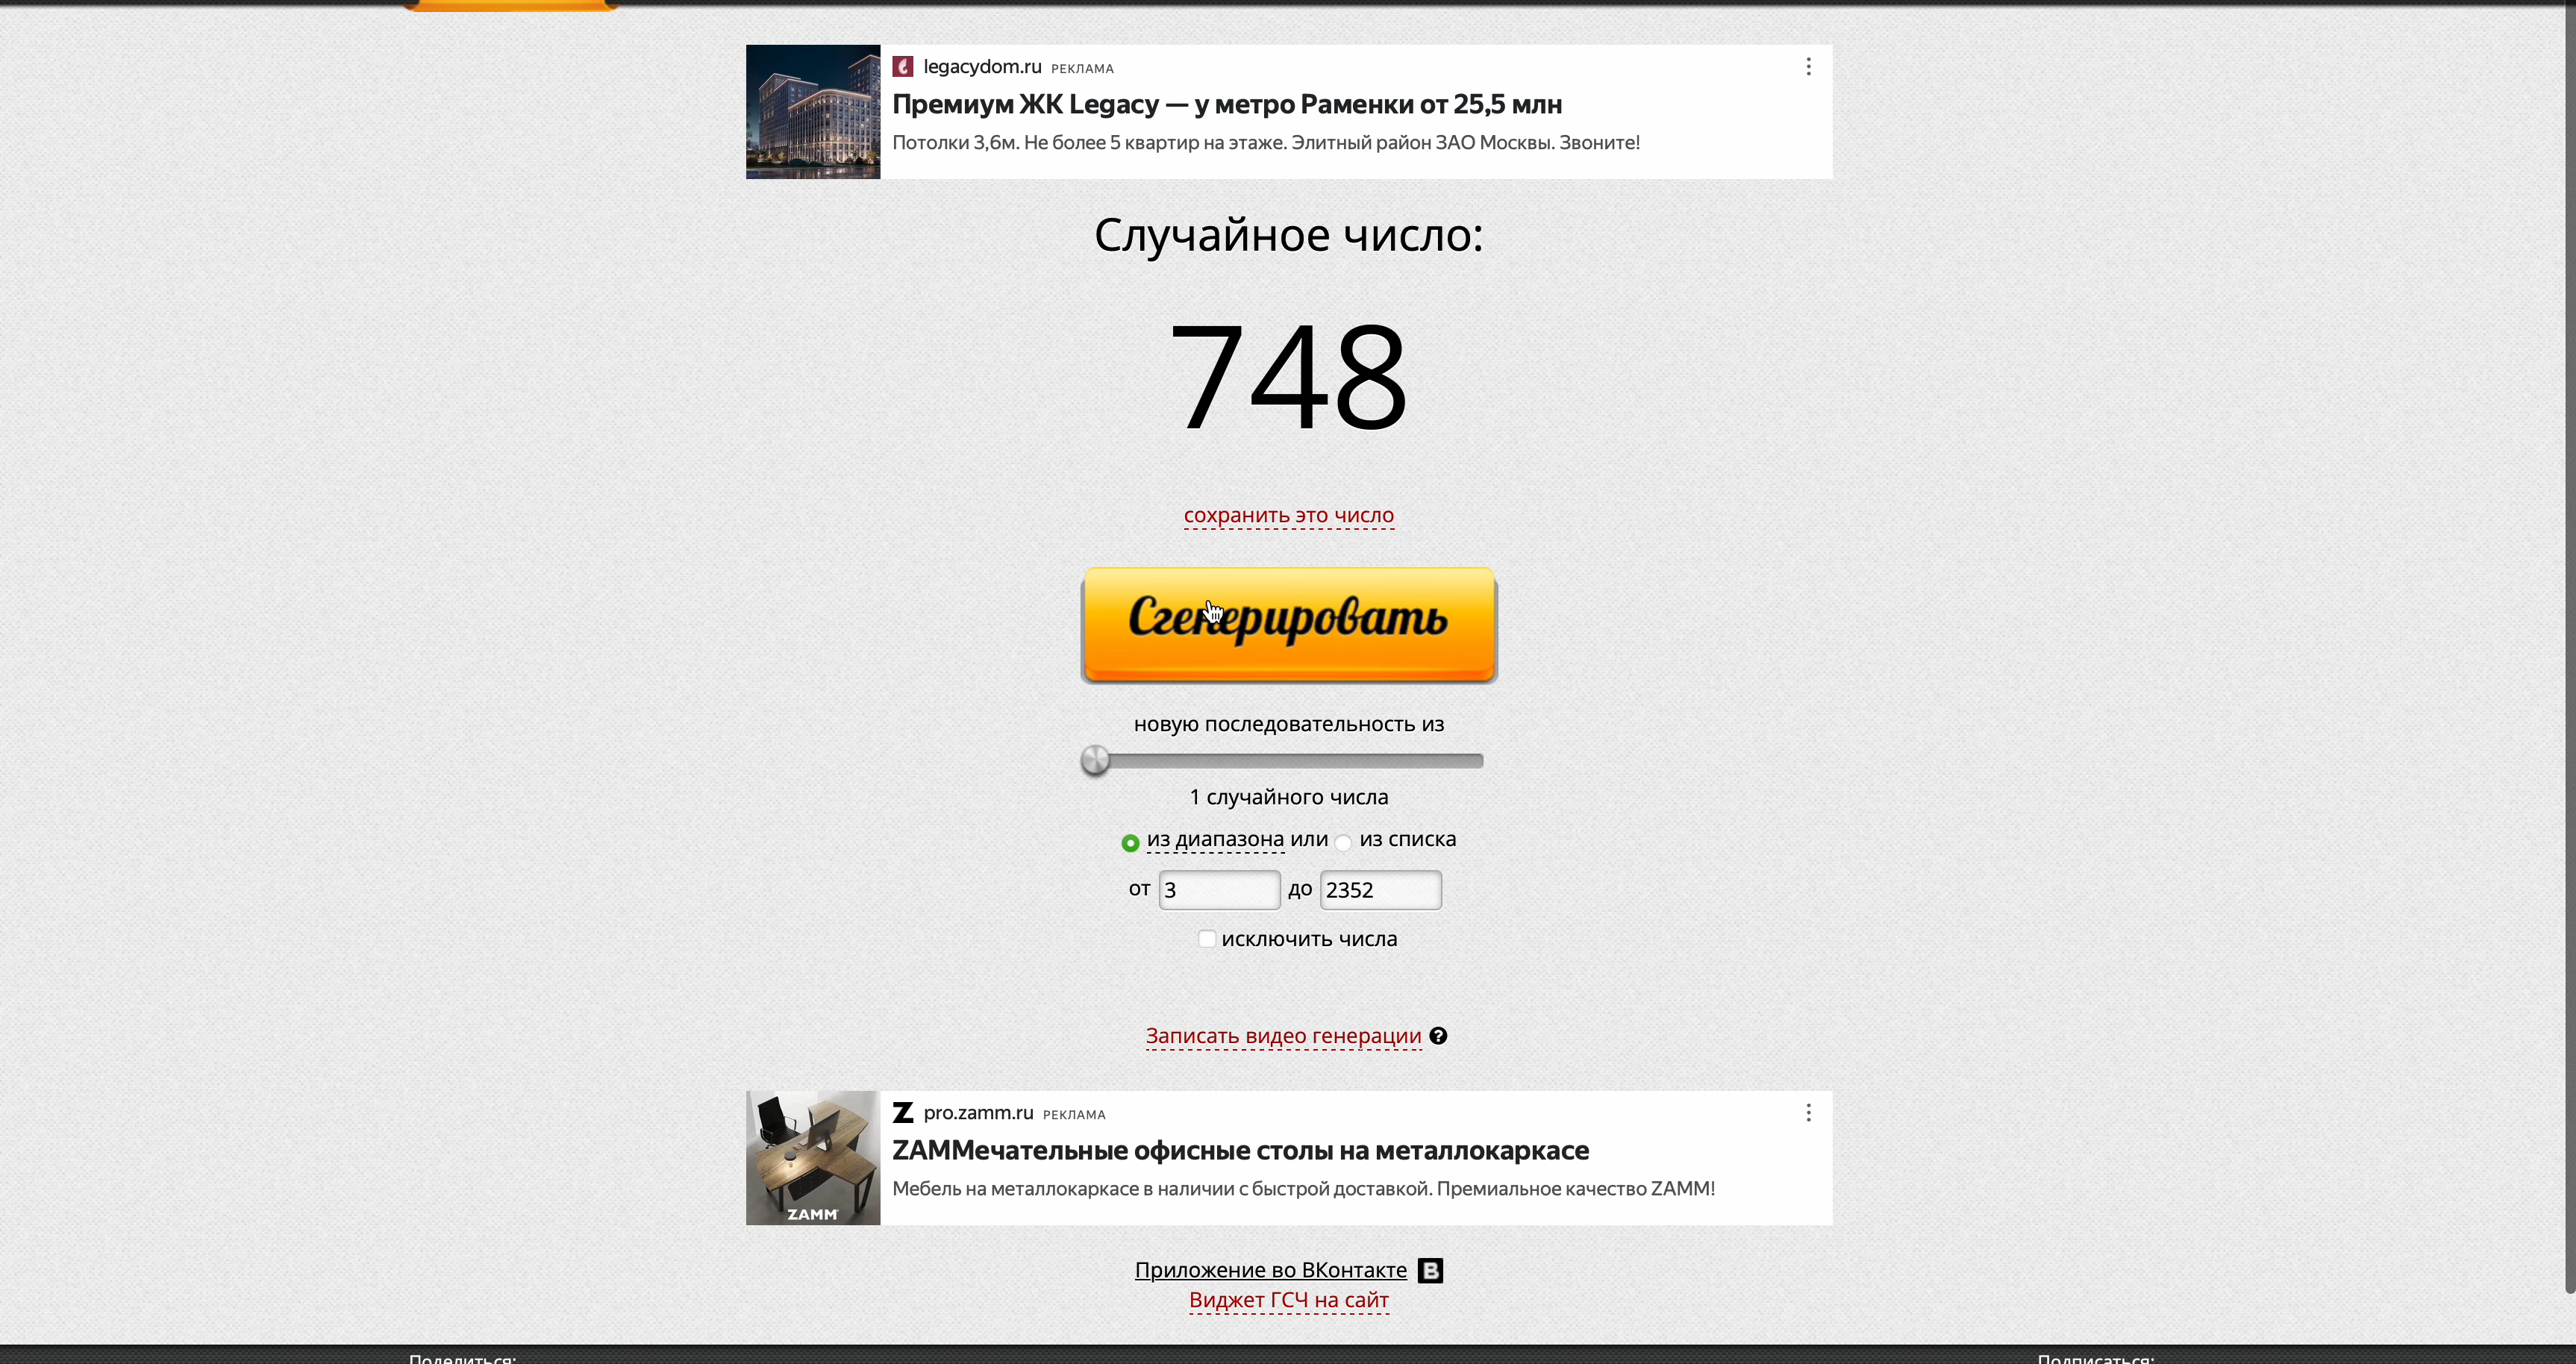 legacydom.ru РЕКЛАМА
Премиум ЖК Legacy — у метро Раменки от 25,5 млн
Потолки 3,6м. Не более 5 квартир на этаже. Элитный район ЗАО Москвы. Звоните!
Случайное число:
748
сохранить это число
Сгенерировать
новую последовательность из
1 случайного числа
из диапазона или из списка
от 3 до 2352
исключить числа
Записать видео генерации ?
Z pro.zamm.ru РЕКЛАМА
ZAMMечательные офисные столы на металлокаркасе
Мебель на металлокаркасе в наличии с быстрой доставкой. Премиальное качество ZAMM!
ZAMM
Приложение во ВКонтакте В
Виджет ГСЧ на сайт
Поделиться: Подписаться: